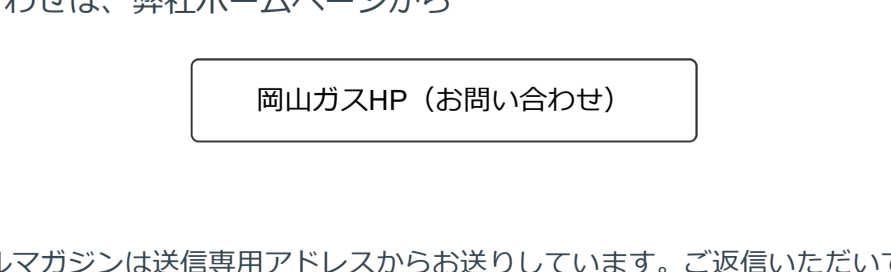 わせは、弊社ホームページから
岡山ガスHP（お問い合わせ）
ルマガジンは送信専用アドレスからお送りしています。ご返信いただい